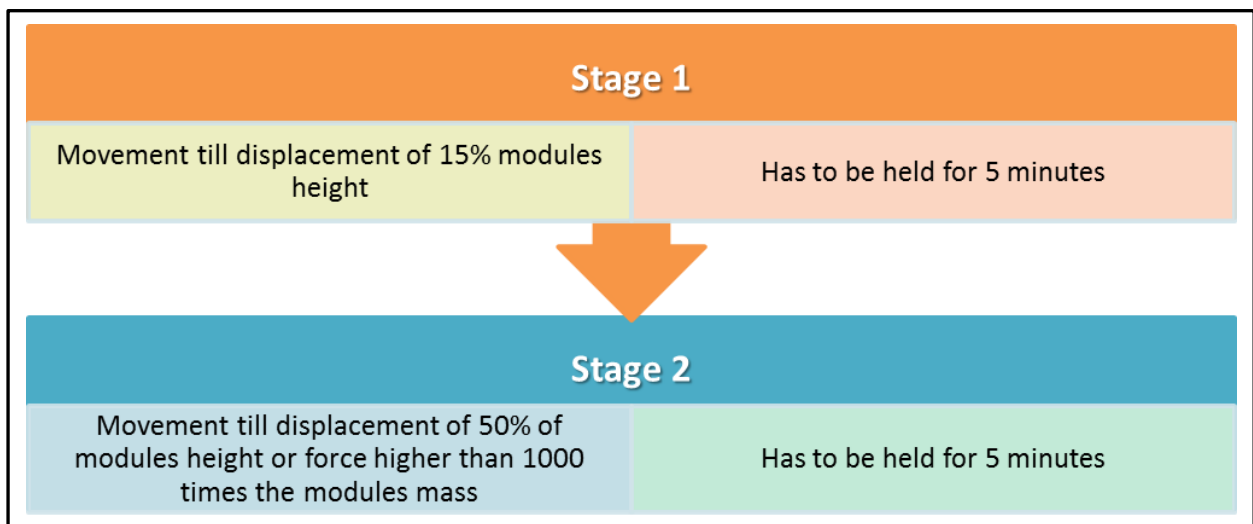 Stage 1
Movement till displacement of 15% modules
height
Has to be held for 5 minutes
Stage 2
Movement till displacement of 50% of
modules height or force higher than 1000
times the modules mass
Has to be held for 5 minutes